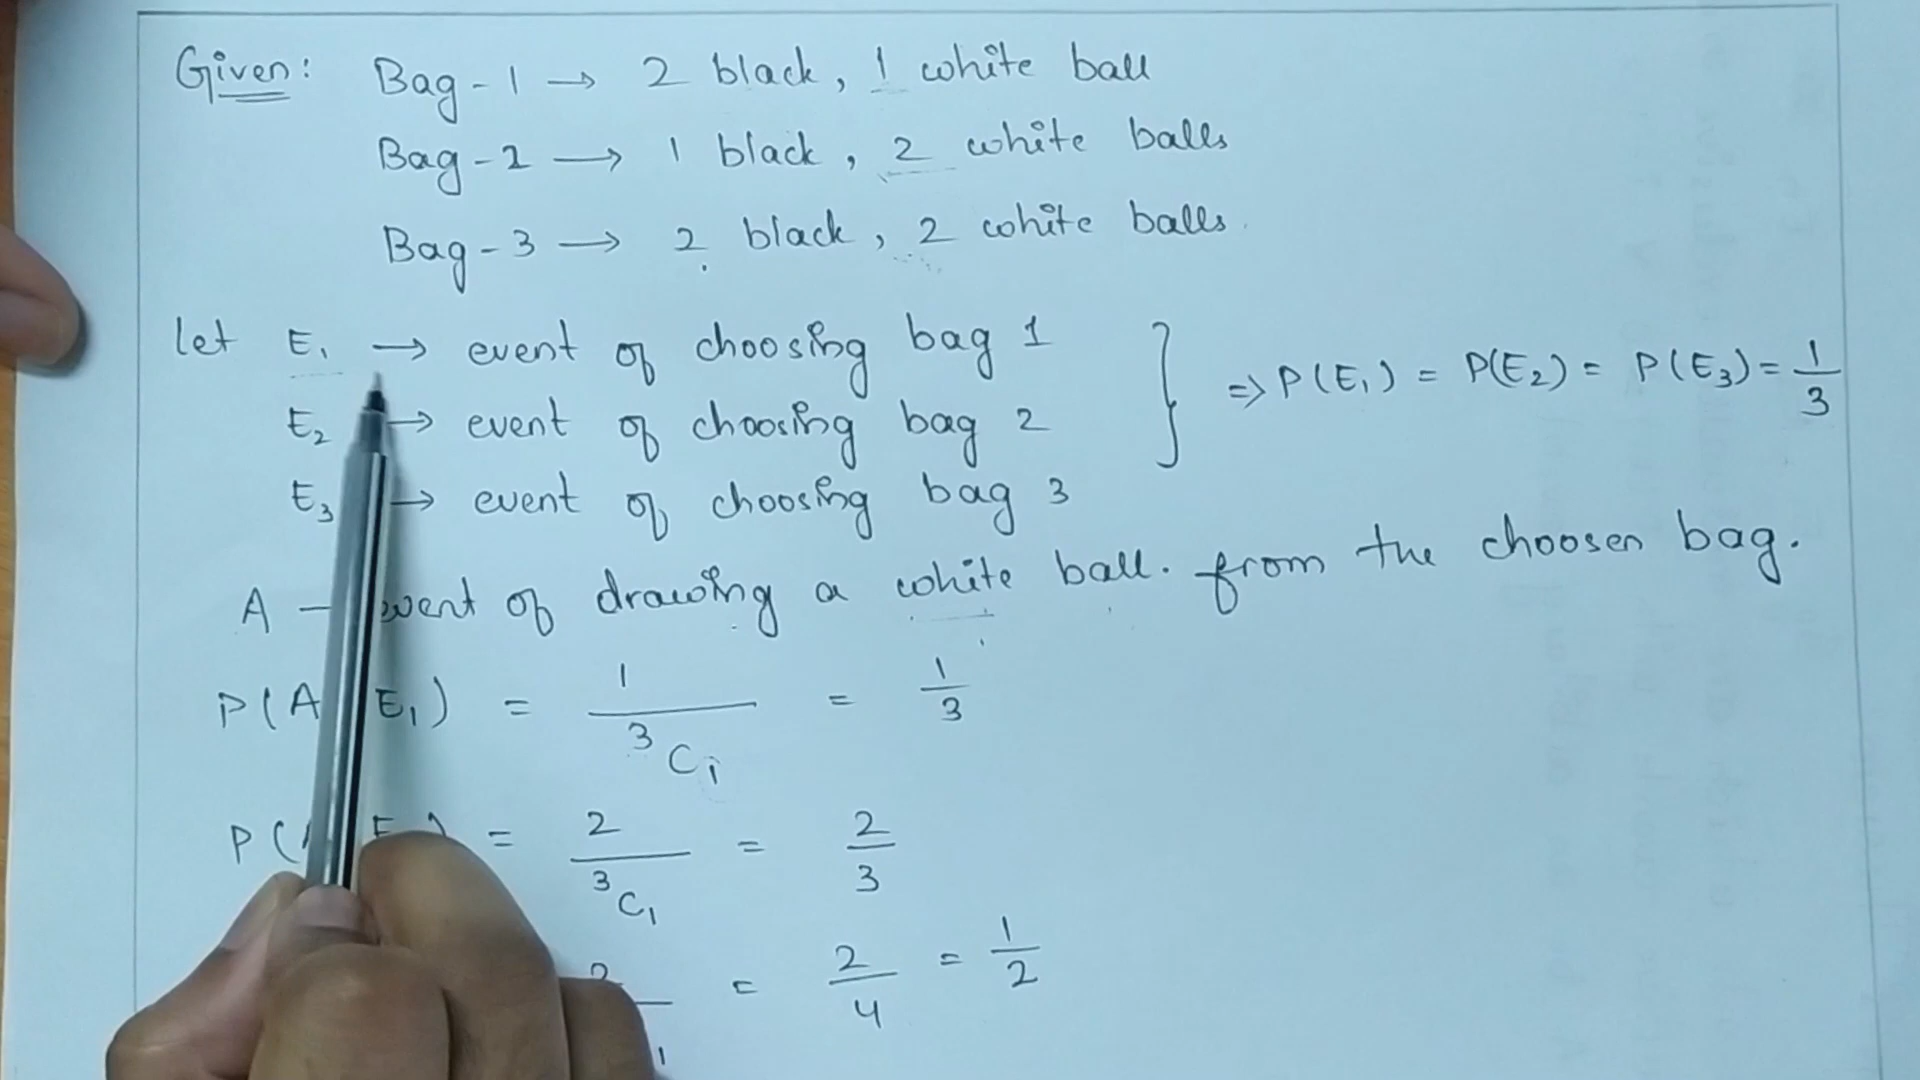 Given: Bag-1 → 2 black, 1 white ball
Bag-2 → 1 black, 2 white balls
Bag-3 → 2 black, 2 white balls.
let E₁ → event of choosing bag 1
E₂ → event of choosing bag 2
E₃ → event of choosing bag 3
} ⇒ P(E₁) = P(E₂) = P(E₃) = 1/3
A – event of drawing a white ball. from the choosen bag.
P(A E₁) = 1/³C₁ = 1/3
P( E ) = 2/³C₁ = 2/3
= 2/4 = 1/2